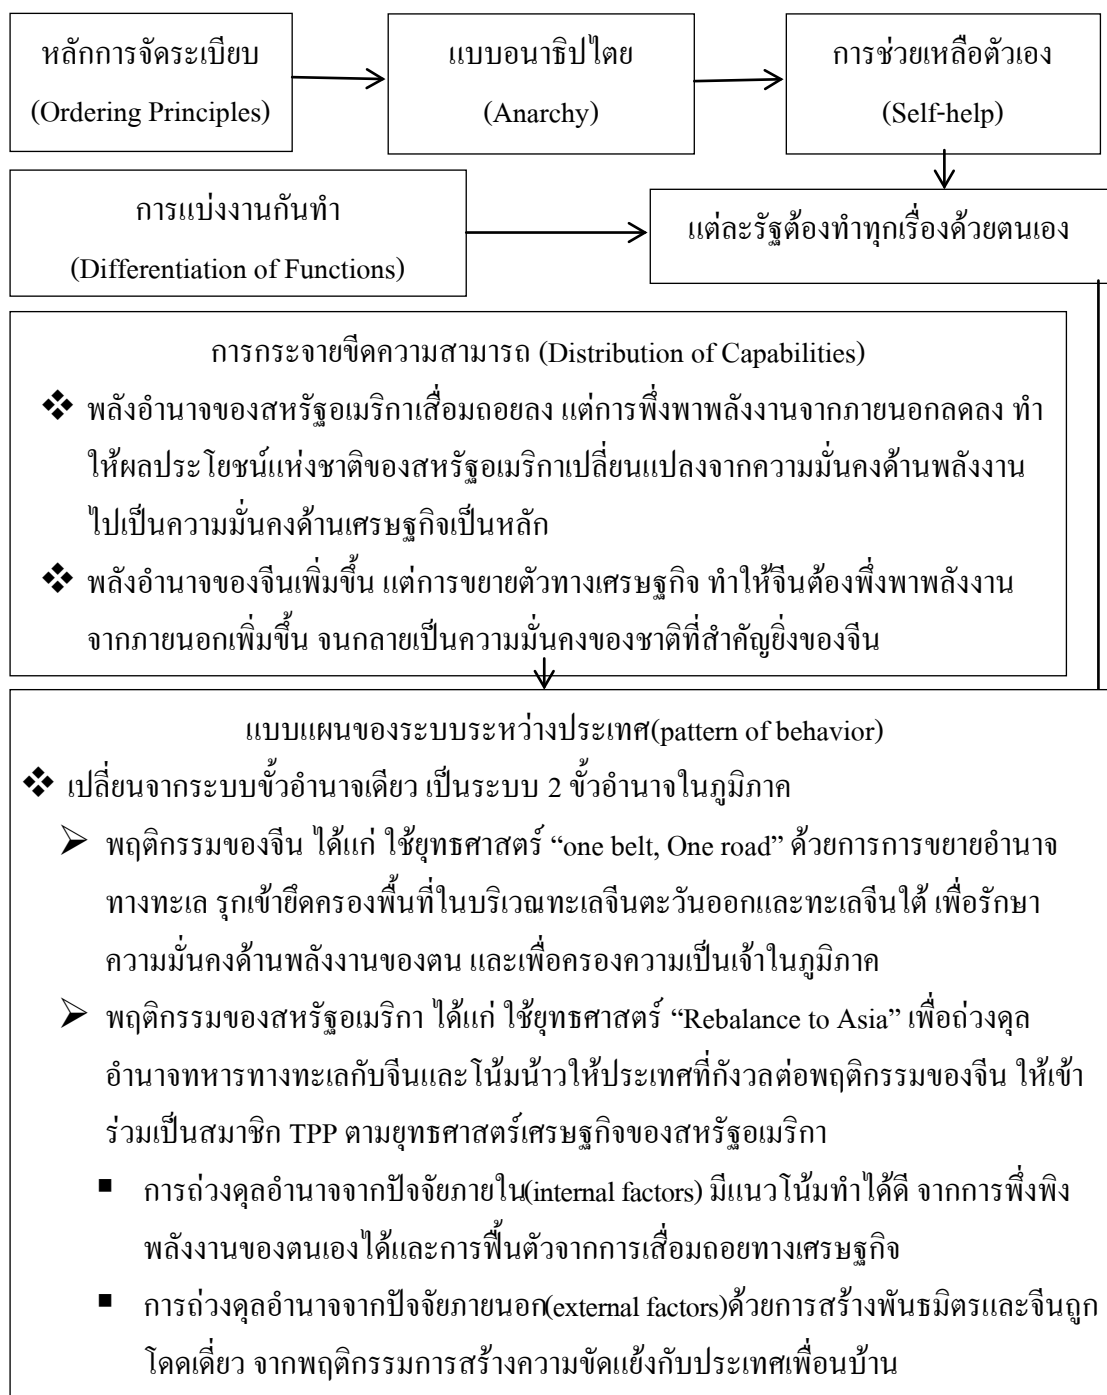 หลักการจัดระเบียบ
(Ordering Principles)
แบบอนาธิปไตย
(Anarchy)
การช่วยเหลือตัวเอง
(Self-help)
การแบ่งงานกันทำ
(Differentiation of Functions)
แต่ละรัฐต้องทำทุกเรื่องด้วยตนเอง
การกระจายขีดความสามารถ (Distribution of Capabilities)
❖ พลังอำนาจของสหรัฐอเมริกาเสื่อมถอยลง แต่การพึ่งพาพลังงานจากภายนอกลดลง ทำ
ให้ผลประโยชน์แห่งชาติของสหรัฐอเมริกาเปลี่ยนแปลงจากความมั่นคงด้านพลังงาน
ไปเป็นความมั่นคงด้านเศรษฐกิจเป็นหลัก
❖ พลังอำนาจของจีนเพิ่มขึ้น แต่การขยายตัวทางเศรษฐกิจ ทำให้จีนต้องพึ่งพาพลังงาน
จากภายนอกเพิ่มขึ้น จนกลายเป็นความมั่นคงของชาติที่สำคัญยิ่งของจีน
แบบแผนของระบบระหว่างประเทศ(pattern of behavior)
❖ เปลี่ยนจากระบบขั้วอำนาจเดียว เป็นระบบ 2 ขั้วอำนาจในภูมิภาค
➢ พฤติกรรมของจีน ได้แก่ ใช้ยุทธศาสตร์ “one belt, One road” ด้วยการการขยายอำนาจ
ทางทะเล รุกเข้ายึดครองพื้นที่ในบริเวณทะเลจีนตะวันออกและทะเลจีนใต้ เพื่อรักษา
ความมั่นคงด้านพลังงานของตน และเพื่อครองความเป็นเจ้าในภูมิภาค
➢ พฤติกรรมของสหรัฐอเมริกา ได้แก่ ใช้ยุทธศาสตร์ “Rebalance to Asia” เพื่อถ่วงดุล
อำนาจทหารทางทะเลกับจีนและโน้มน้าวให้ประเทศที่กังวลต่อพฤติกรรมของจีน ให้เข้า
ร่วมเป็นสมาชิก TPP ตามยุทธศาสตร์เศรษฐกิจของสหรัฐอเมริกา
▪ การถ่วงดุลอำนาจจากปัจจัยภายใน(internal factors) มีแนวโน้มทำได้ดี จากการพึ่งพิง
พลังงานของตนเองได้และการฟื้นตัวจากการเสื่อมถอยทางเศรษฐกิจ
▪ การถ่วงดุลอำนาจจากปัจจัยภายนอก(external factors)ด้วยการสร้างพันธมิตรและจีนถูก
โดดเดี่ยว จากพฤติกรรมการสร้างความขัดแย้งกับประเทศเพื่อนบ้าน